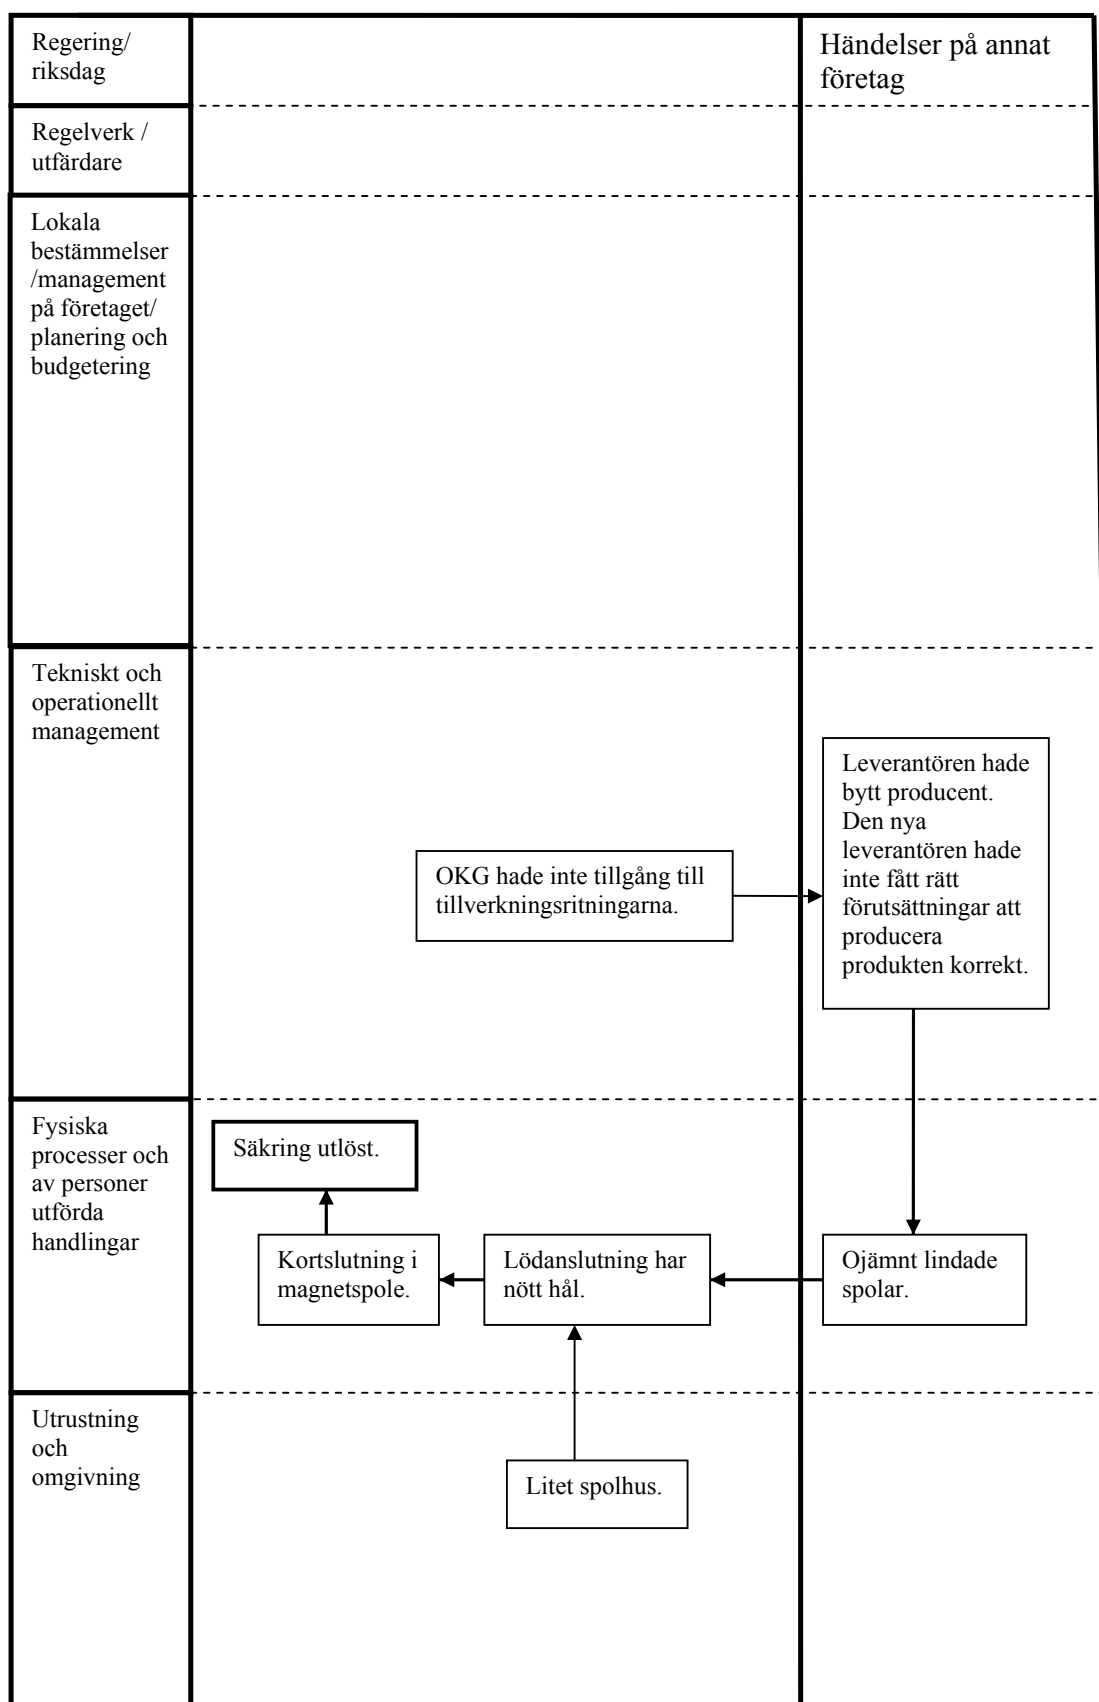 Regering/
riksdag
Händelser på annat
företag
Regelverk /
utfärdare
Lokala
bestämmelser
/management
på företaget/
planering och
budgetering
Tekniskt och
operationellt
management
Leverantören hade
bytt producent.
Den nya
leverantören hade
inte fått rätt
förutsättningar att
producera
produkten korrekt.
OKG hade inte tillgång till
tillverkningsritningarna.
Fysiska
processer och
av personer
utförda
handlingar
Säkring utlöst.
Kortslutning i
magnetspole.
Lödanslutning har
nött hål.
Ojämnt lindade
spolar.
Utrustning
och
omgivning
Litet spolhus.